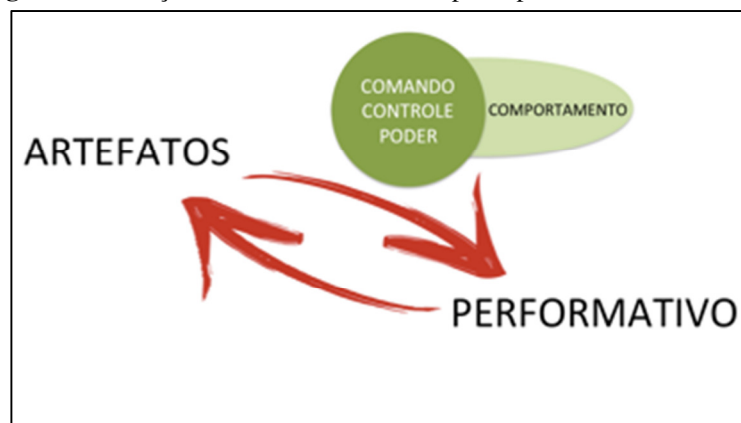 COMANDO
CONTROLE
PODER
COMPORTAMENTO
ARTEFATOS
PERFORMATIVO